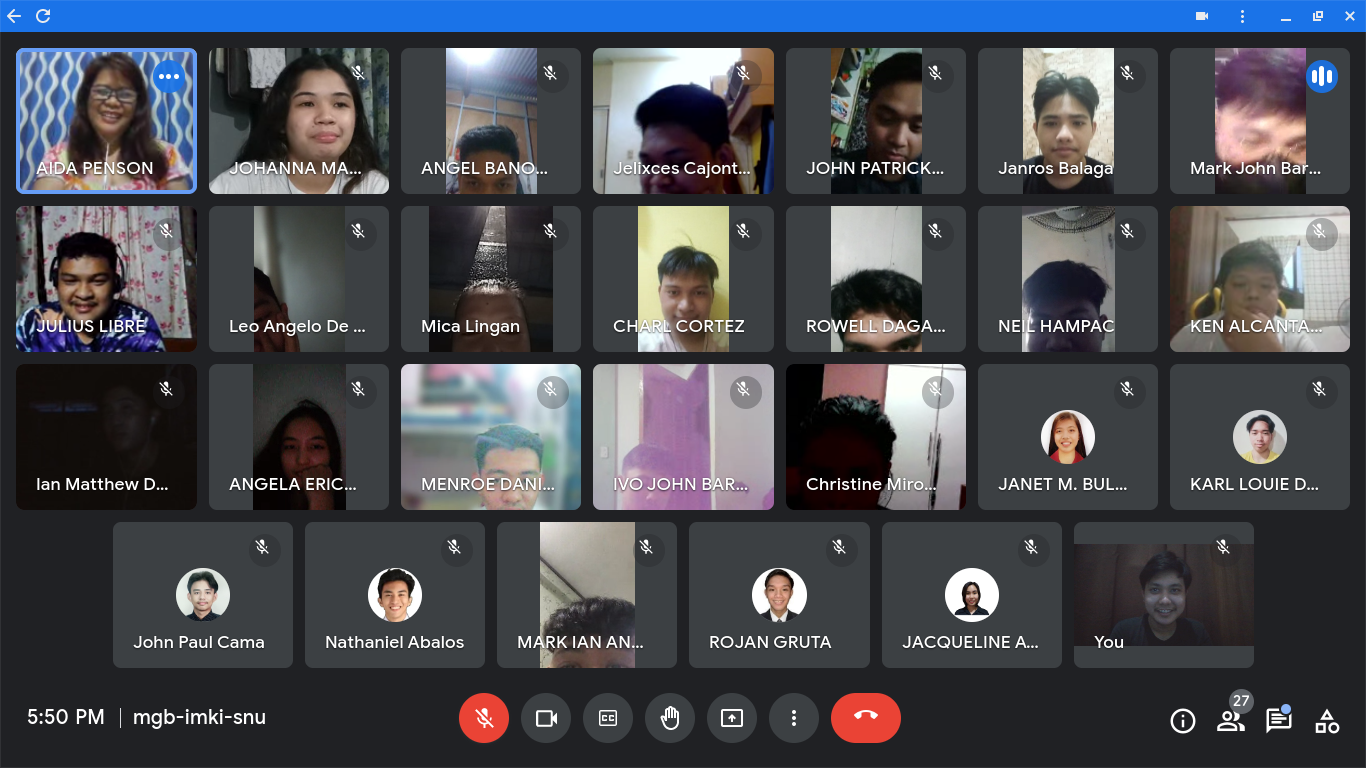 AIDA PENSON
JOHANNA MA...
ANGEL BANO...
Jelixces Cajont...
JOHN PATRICK...
Janros Balaga
Mark John Bar...
JULIUS LIBRE
Leo Angelo De ...
Mica Lingan
CHARL CORTEZ
ROWELL DAGA...
NEIL HAMPAC
KEN ALCANTA...
Ian Matthew D...
ANGELA ERIC...
MENROE DANI...
IVO JOHN BAR...
Christine Miro...
JANET M. BUL...
KARL LOUIE D...
John Paul Cama
Nathaniel Abalos
MARK IAN AN...
ROJAN GRUTA
JACQUELINE A...
You
5:50 PM | mgb-imki-snu
CC
27